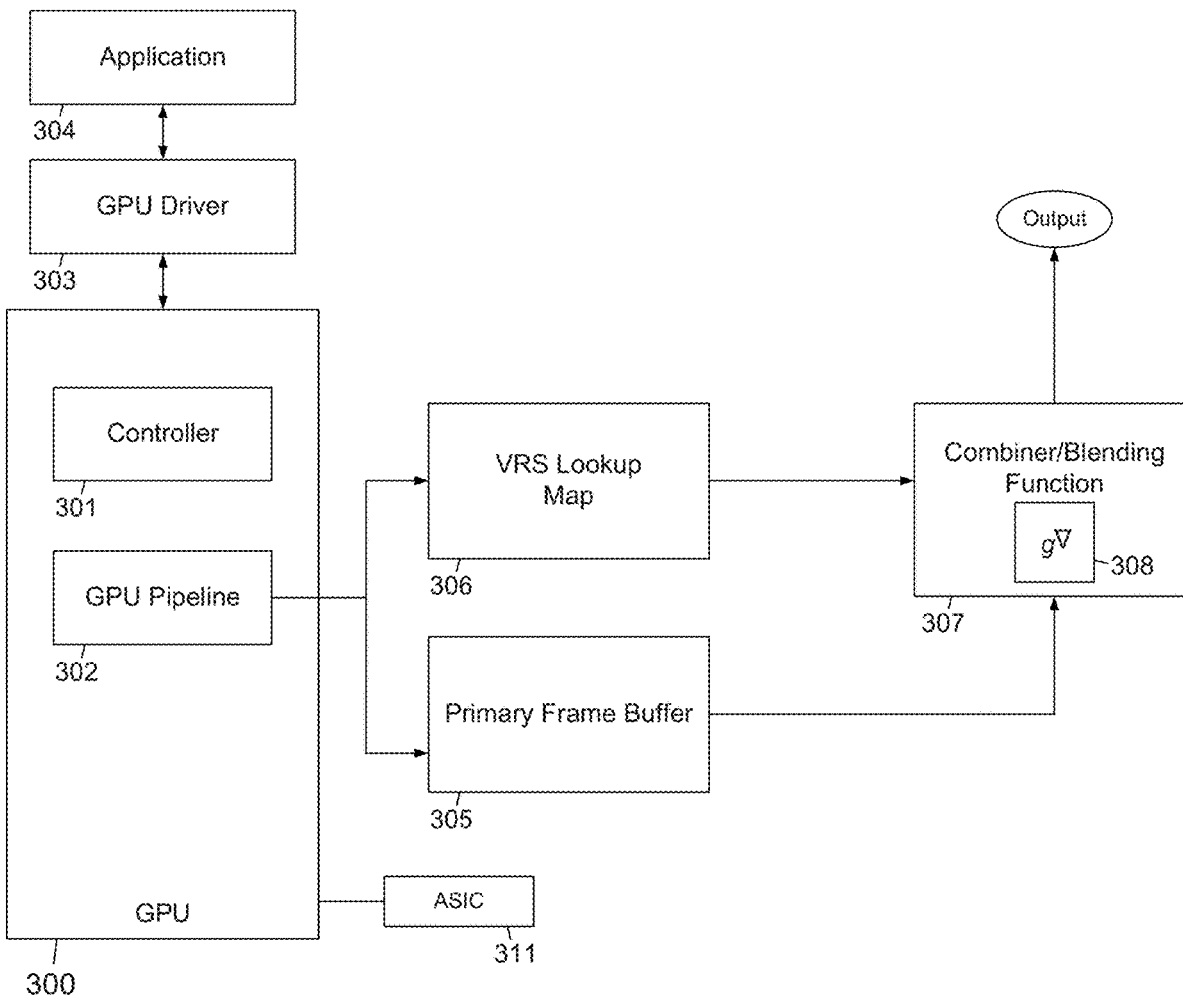 Application
304
GPU Driver
303
Output
Controller
301
VRS Lookup
Map
306
Combiner/Blending
Function
g∇
308
307
GPU Pipeline
302
Primary Frame Buffer
305
ASIC
311
GPU
300